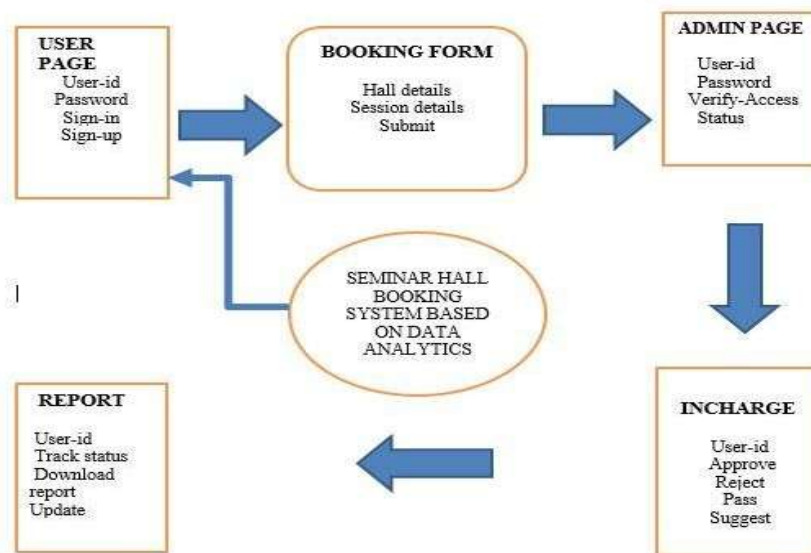 USER
PAGE
User-id
Password
Sign-in
Sign-up
BOOKING FORM
Hall details
Session details
Submit
ADMIN PAGE
User-id
Password
Verify-Access
Status
SEMINAR HALL
BOOKING
SYSTEM BASED
ON DATA
ANALYTICS
REPORT
User-id
Track status
Download
report
Update
INCHARGE
User-id
Approve
Reject
Pass
Suggest